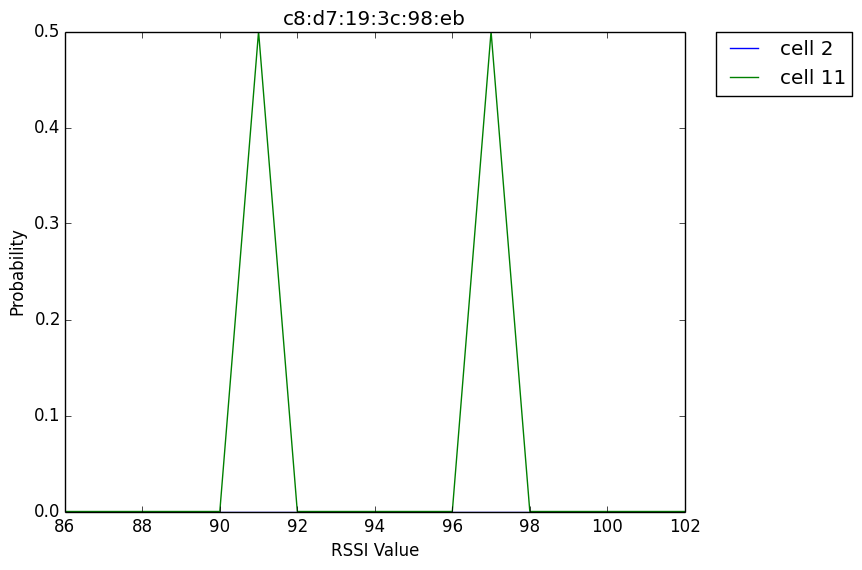 c8:d7:19:3c:98:eb
cell 2
cell 11
0.5
0.4
0.3
0.2
0.1
0.0
Probability
86 88 90 92 94 96 98 100 102
RSSI Value